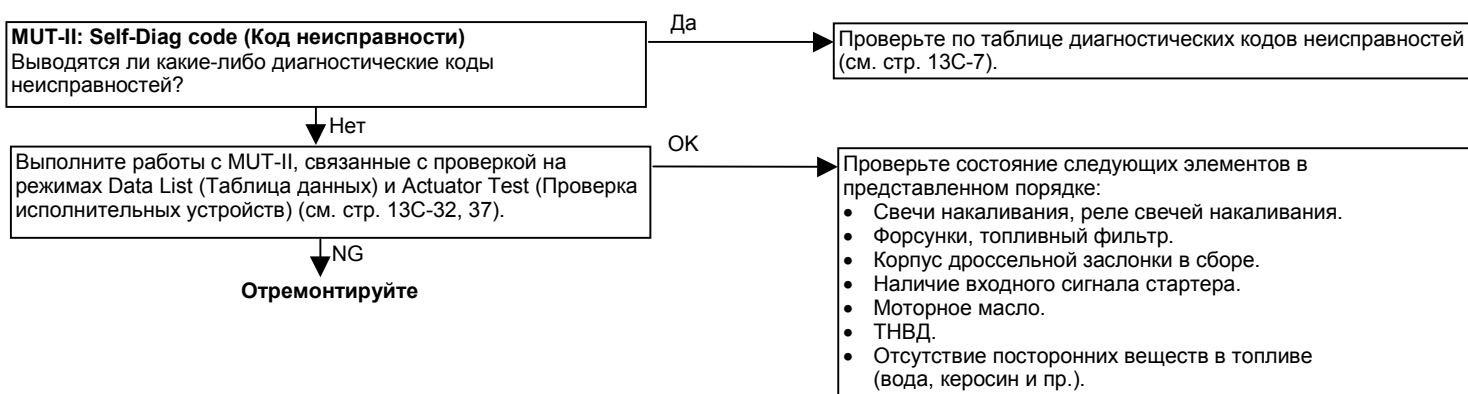 MUT-II: Self-Diag code (Код неисправности)
Выводятся ли какие-либо диагностические коды
неисправностей?
Да
Проверьте по таблице диагностических кодов неисправностей
(см. стр. 13C-7).
Нет
Выполните работы с MUT-II, связанные с проверкой на
режимах Data List (Таблица данных) и Actuator Test (Проверка
исполнительных устройств) (см. стр. 13C-32, 37).
OK
Проверьте состояние следующих элементов в
представленном порядке:
• Свечи накаливания, реле свечей накаливания.
• Форсунки, топливный фильтр.
• Корпус дроссельной заслонки в сборе.
• Наличие входного сигнала стартера.
• Моторное масло.
• ТНВД.
• Отсутствие посторонних веществ в топливе
(вода, керосин и пр.).
NG
Отремонтируйте